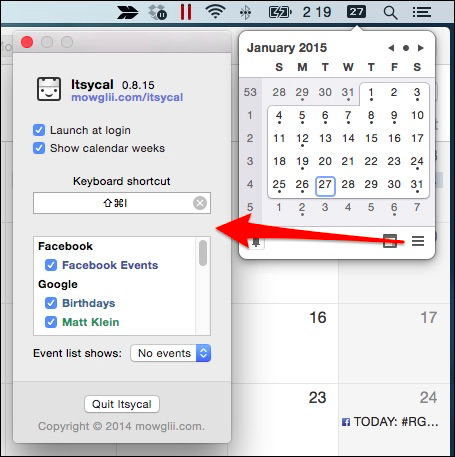 2 19
27
Itsycal 0.8.15
mowglii.com/itsycal
Launch at login
Show calendar weeks
Keyboard shortcut
⇧⌘I
Facebook
Facebook Events
Google
Birthdays
Matt Klein
Event list shows: No events
Quit Itsycal
Copyright © 2014 mowglii.com.
January 2015
S M T W T F S
53 28 29 30 31 1 2 3
1 4 5 6 7 8 9 10
2 11 12 13 14 15 16 17
3 18 19 20 21 22 23 24
4 25 26 27 28 29 30 31
5 1 2 3 4 5 6 7
16 17
23 24
TODAY: #RG...